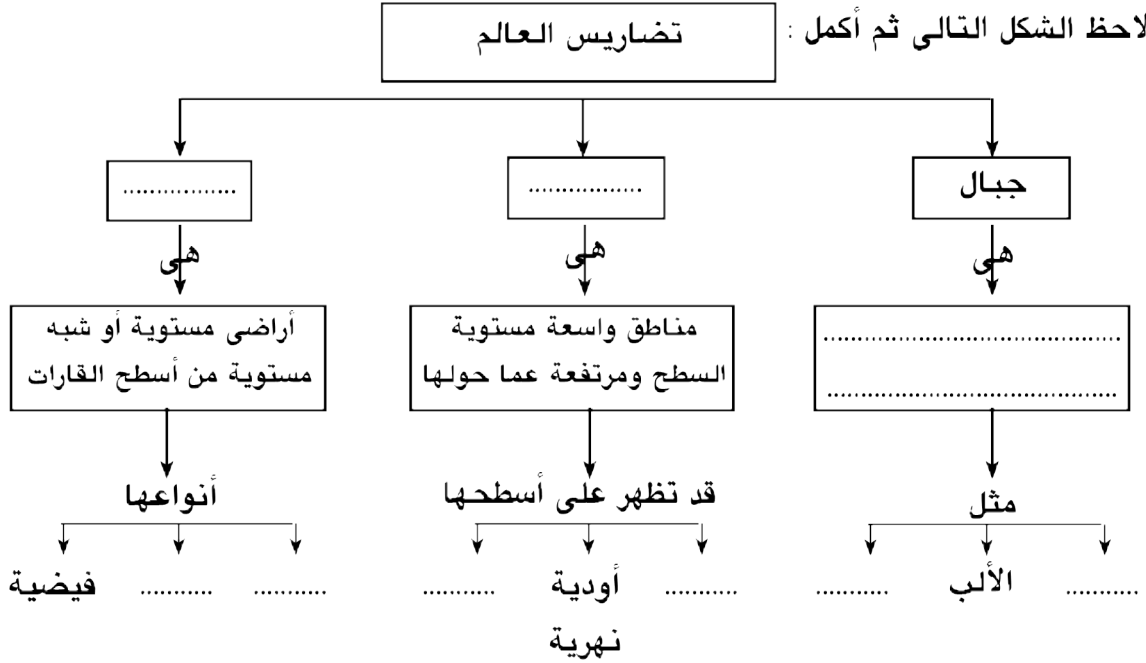 لاحظ الشكل التالى ثم أكمل :
تضاريس العالم
جبال
..................
..................
هى
هى
هى
................................................
................................................
مناطق واسعة مستوية
السطح ومرتفعة عما حولها
أراضى مستوية أو شبه
مستوية من أسطح القارات
مثل
قد تظهر على أسطحها
أنواعها
...........
الألب
...........
...........
أودية
نهرية
...........
...........
...........
فيضية